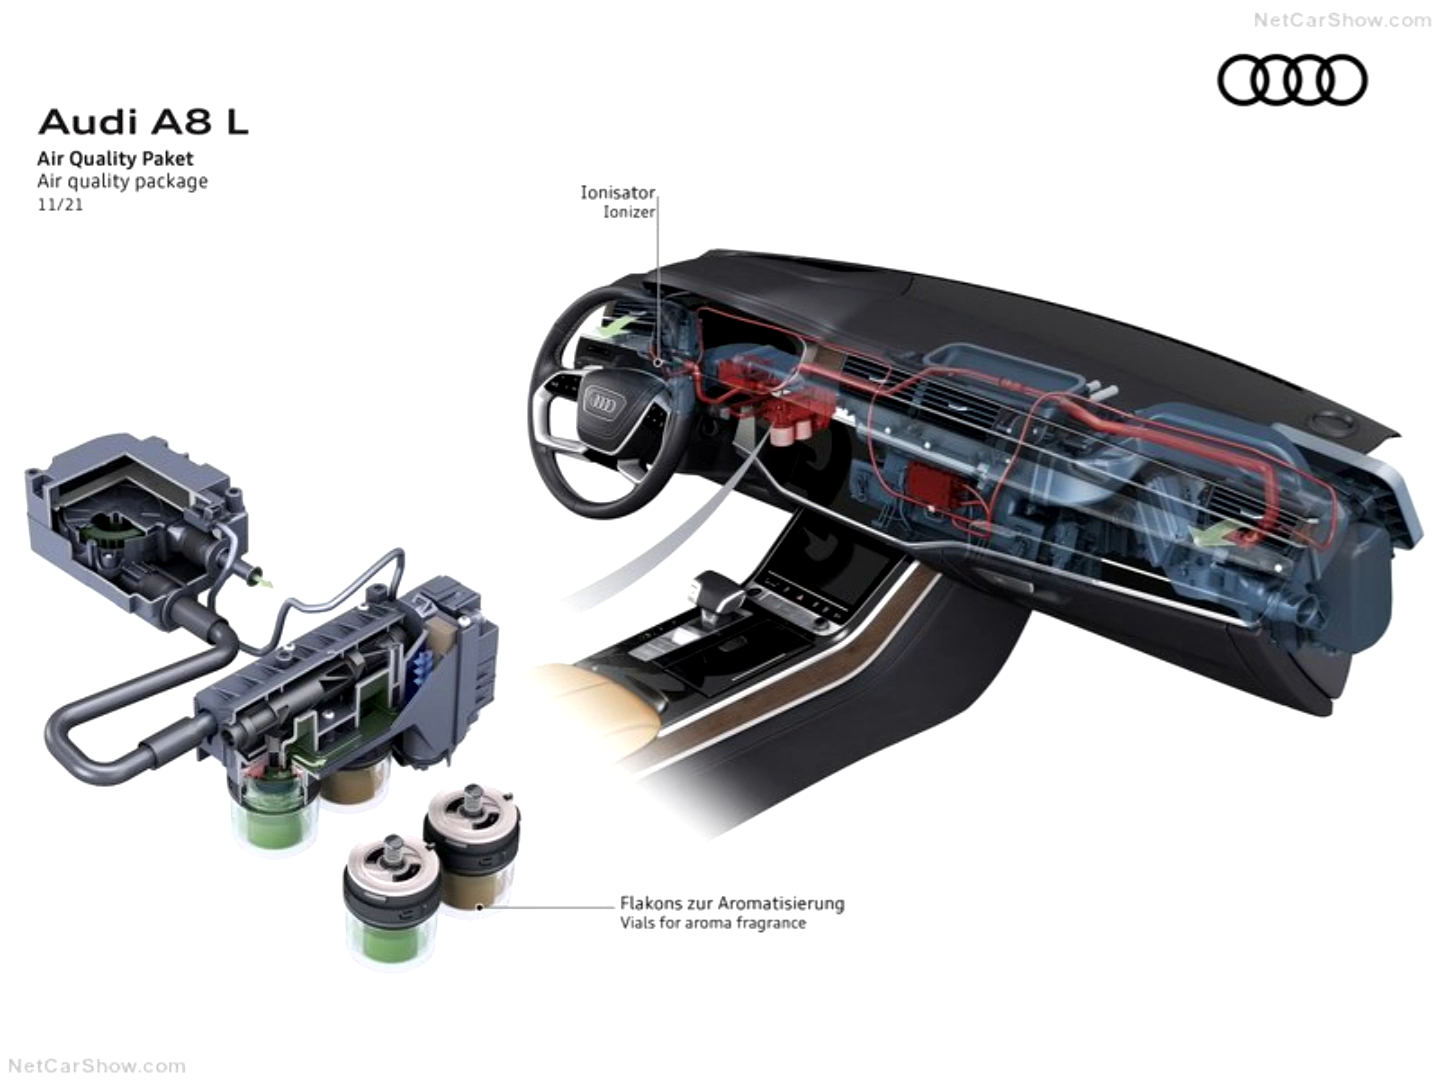 NetCarShow.com
Audi A8 L
Air Quality Paket
Air quality package
11/21
Ionisator
Ionizer
Flakons zur Aromatisierung
Vials for aroma fragrance
NetCarShow.com